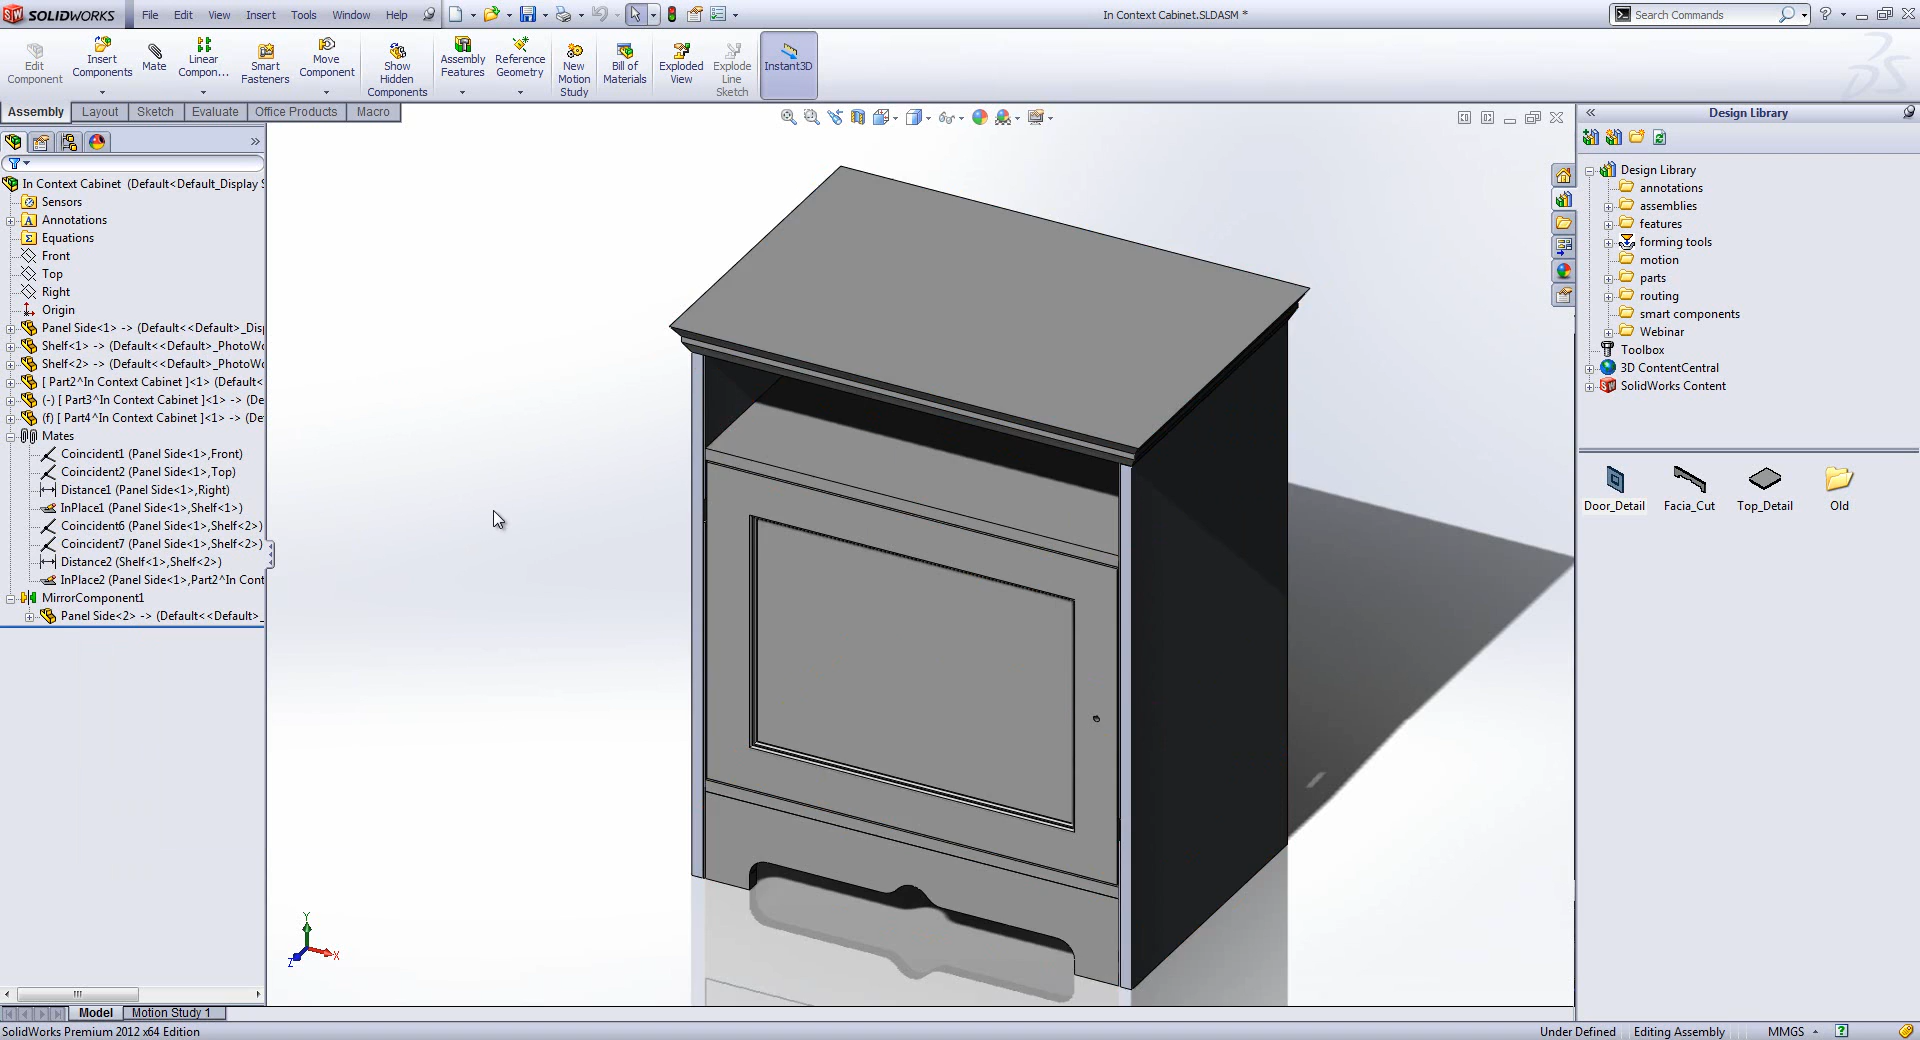 SOLIDWORKS File Edit View Insert Tools Window Help In Context Cabinet.SLDASM * Search Commands
Edit Component
Insert Components
Mate
Linear Compon...
Smart Fasteners
Move Component
Show Hidden Components
Assembly Features
Reference Geometry
New Motion Study
Bill of Materials
Exploded View
Explode Line Sketch
Instant3D
Assembly Layout Sketch Evaluate Office Products Macro
In Context Cabinet (Default<Default_Display S
Sensors
Annotations
Equations
Front
Top
Right
Origin
Panel Side<1> -> (Default<<Default>_Disp
Shelf<1> -> (Default<<Default>_PhotoWo
Shelf<2> -> (Default<<Default>_PhotoWo
[ Part2^In Context Cabinet ]<1> (Default<
(-) [ Part3^In Context Cabinet ]<1> -> (De
(f) [ Part4^In Context Cabinet ]<1> -> (De
Mates
Coincident1 (Panel Side<1>,Front)
Coincident2 (Panel Side<1>,Top)
Distance1 (Panel Side<1>,Right)
InPlace1 (Panel Side<1>,Shelf<1>)
Coincident6 (Panel Side<1>,Shelf<2>)
Coincident7 (Panel Side<1>,Shelf<2>)
Distance2 (Shelf<1>,Shelf<2>)
InPlace2 (Panel Side<1>,Part2^In Cont
MirrorComponent1
Panel Side<2> -> (Default<<Default>_
Y
X
Z
Design Library
Design Library
annotations
assemblies
features
forming tools
motion
parts
routing
smart components
Webinar
Toolbox
3D ContentCentral
SolidWorks Content
Door_Detail Facia_Cut Top_Detail Old
Model Motion Study 1
SolidWorks Premium 2012 x64 Edition Under Defined Editing Assembly MMGS